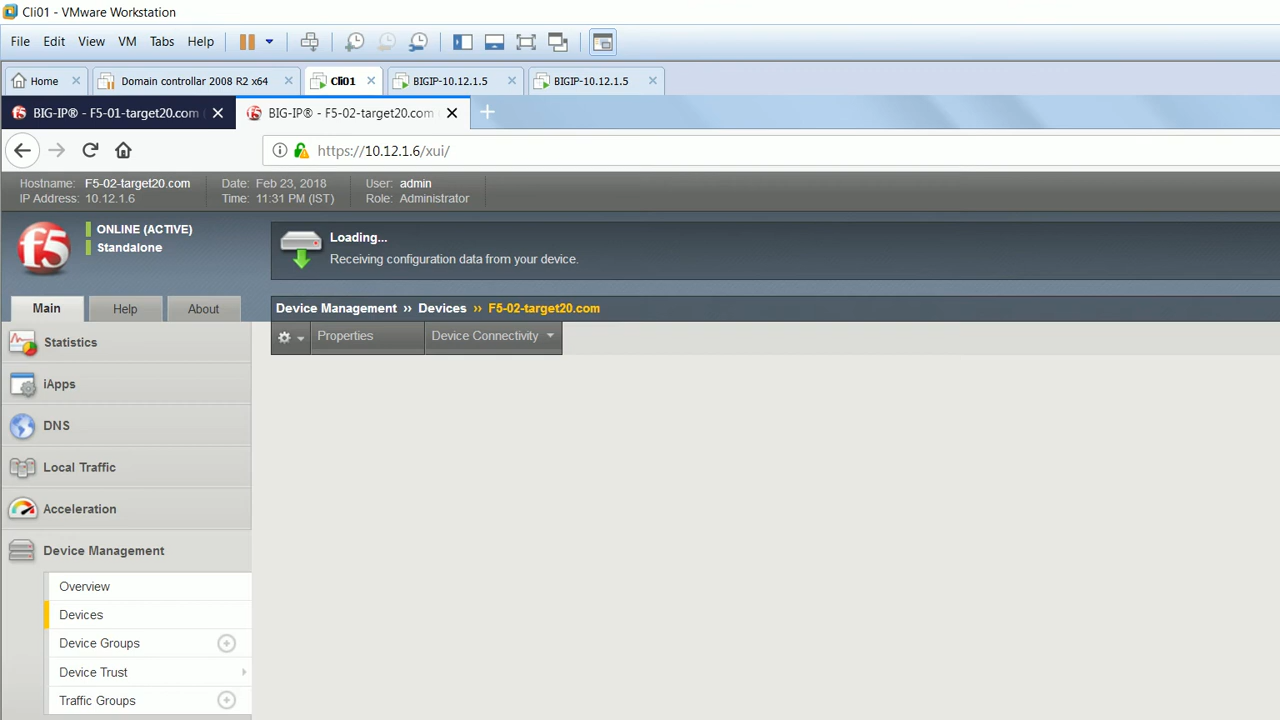 Cli01 - VMware Workstation
File Edit View VM Tabs Help
Home Domain controllar 2008 R2 x64 Cli01 BIGIP-10.12.1.5 BIGIP-10.12.1.5
BIG-IP® - F5-01-target20.com BIG-IP® - F5-02-target20.com
https://10.12.1.6/xui/
Hostname: F5-02-target20.com Date: Feb 23, 2018 User: admin
IP Address: 10.12.1.6 Time: 11:31 PM (IST) Role: Administrator
f5
ONLINE (ACTIVE)
Standalone
Loading...
Receiving configuration data from your device.
Main Help About
Device Management ›› Devices ›› F5-02-target20.com
Properties Device Connectivity
Statistics
iApps
DNS
Local Traffic
Acceleration
Device Management
Overview
Devices
Device Groups
Device Trust
Traffic Groups